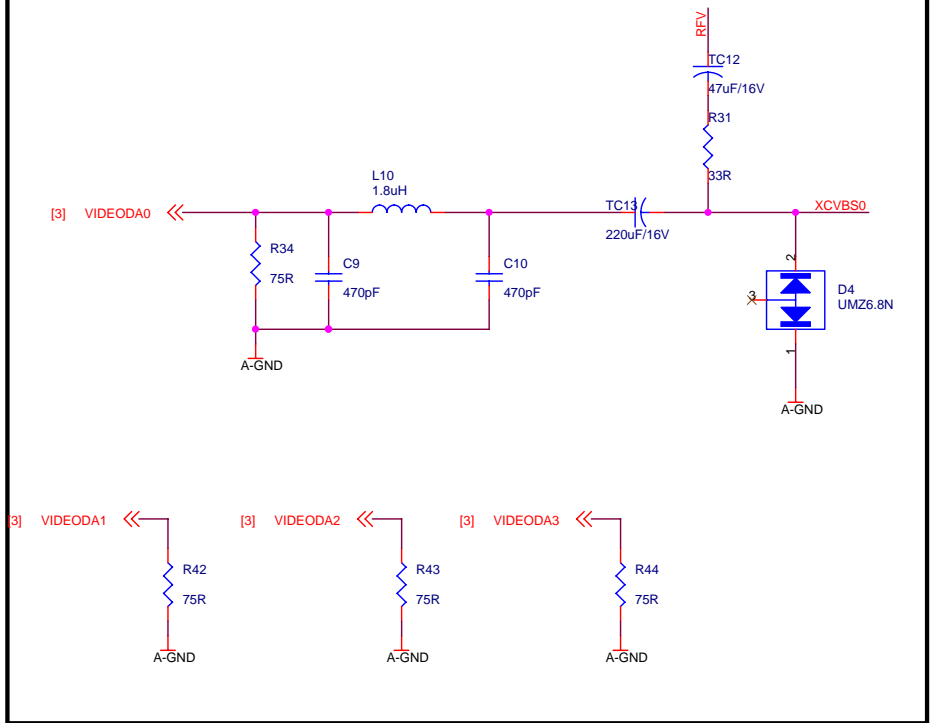 RFV
TC12
47uF/16V
R31
33R
L10
1.8uH
[3] VIDEODA0
TC13
220uF/16V
XCVBS0
R34
75R
C9
470pF
C10
470pF
2
3
1
D4
UMZ6.8N
A-GND
A-GND
[3] VIDEODA1
[3] VIDEODA2
[3] VIDEODA3
R42
75R
R43
75R
R44
75R
A-GND
A-GND
A-GND